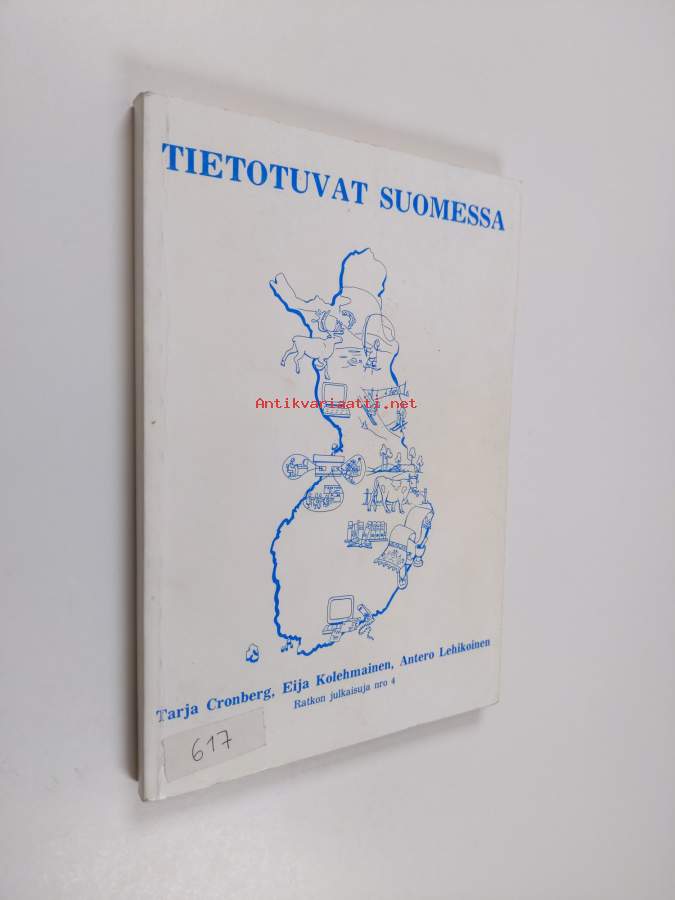 TIETOTUVAT SUOMESSA
Antikvariaatti.net
Tarja Cronberg, Eija Kolehmainen, Antero Lehikoinen
Ratkon julkaisuja nro 4
617